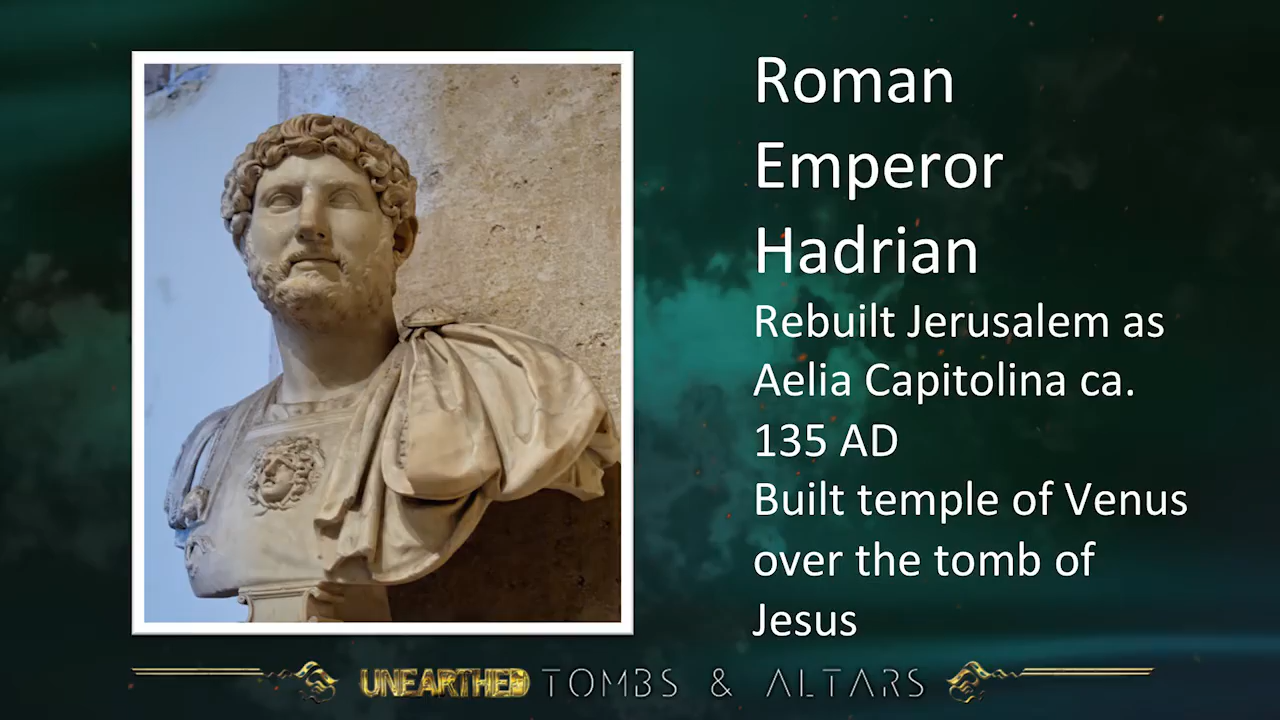 Roman
Emperor
Hadrian
Rebuilt Jerusalem as
Aelia Capitolina ca.
135 AD
Built temple of Venus
over the tomb of
Jesus
UNEARTHED TOMBS & ALTARS